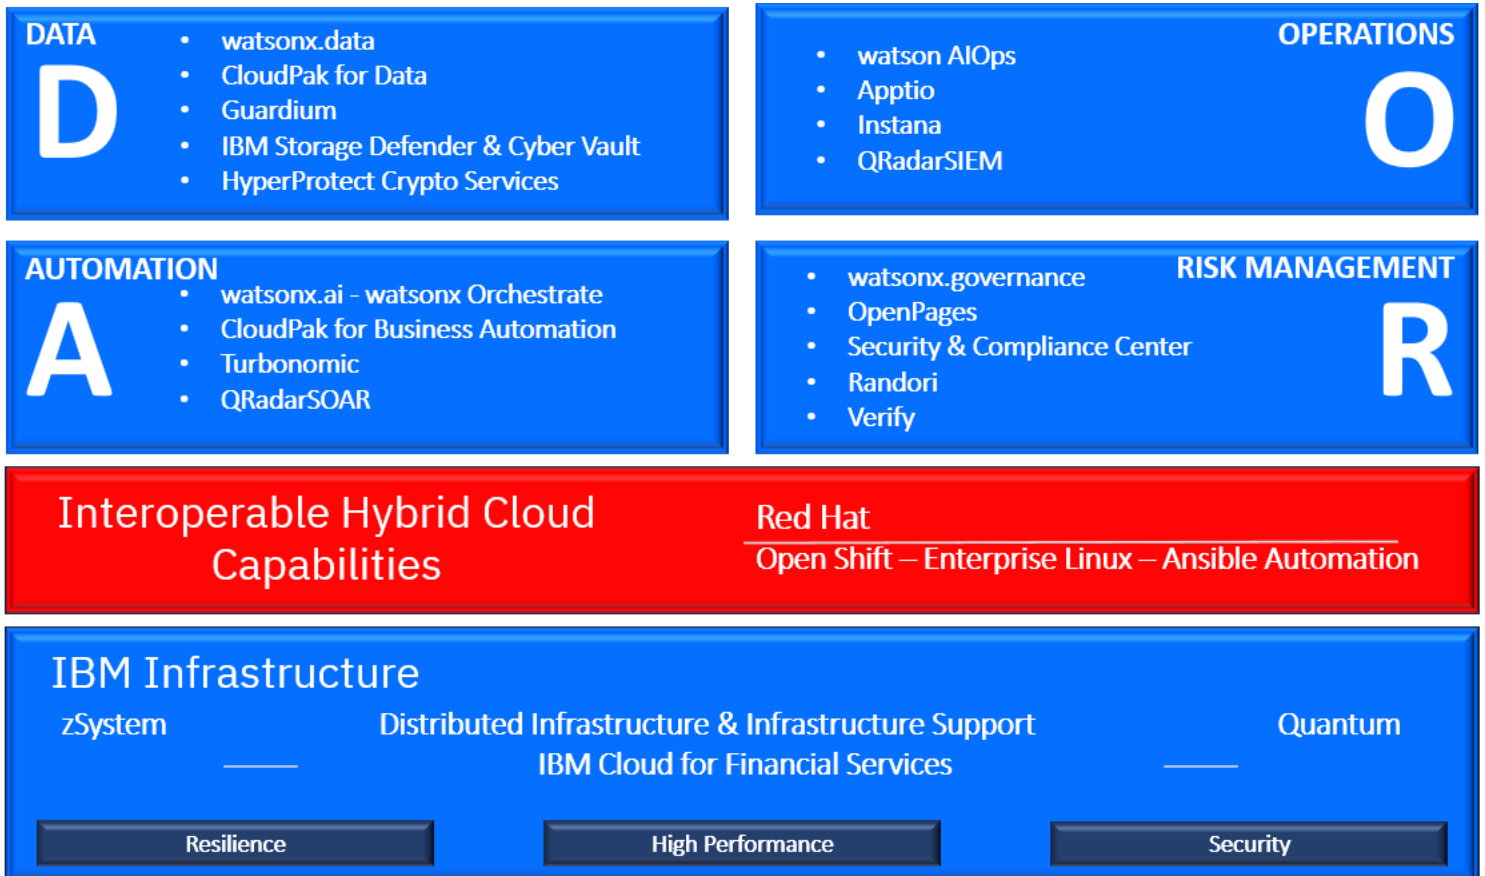 DATA
D
• watsonx.data
• CloudPak for Data
• Guardium
• IBM Storage Defender & Cyber Vault
• HyperProtect Crypto Services
OPERATIONS
O
• watson AIOps
• Apptio
• Instana
• QRadarSIEM
AUTOMATION
A
• watsonx.ai - watsonx Orchestrate
• CloudPak for Business Automation
• Turbonomic
• QRadarSOAR
RISK MANAGEMENT
R
• watsonx.governance
• OpenPages
• Security & Compliance Center
• Randori
• Verify
Interoperable Hybrid Cloud
Capabilities
Red Hat
Open Shift – Enterprise Linux – Ansible Automation
IBM Infrastructure
zSystem
Distributed Infrastructure & Infrastructure Support
Quantum
IBM Cloud for Financial Services
Resilience
High Performance
Security